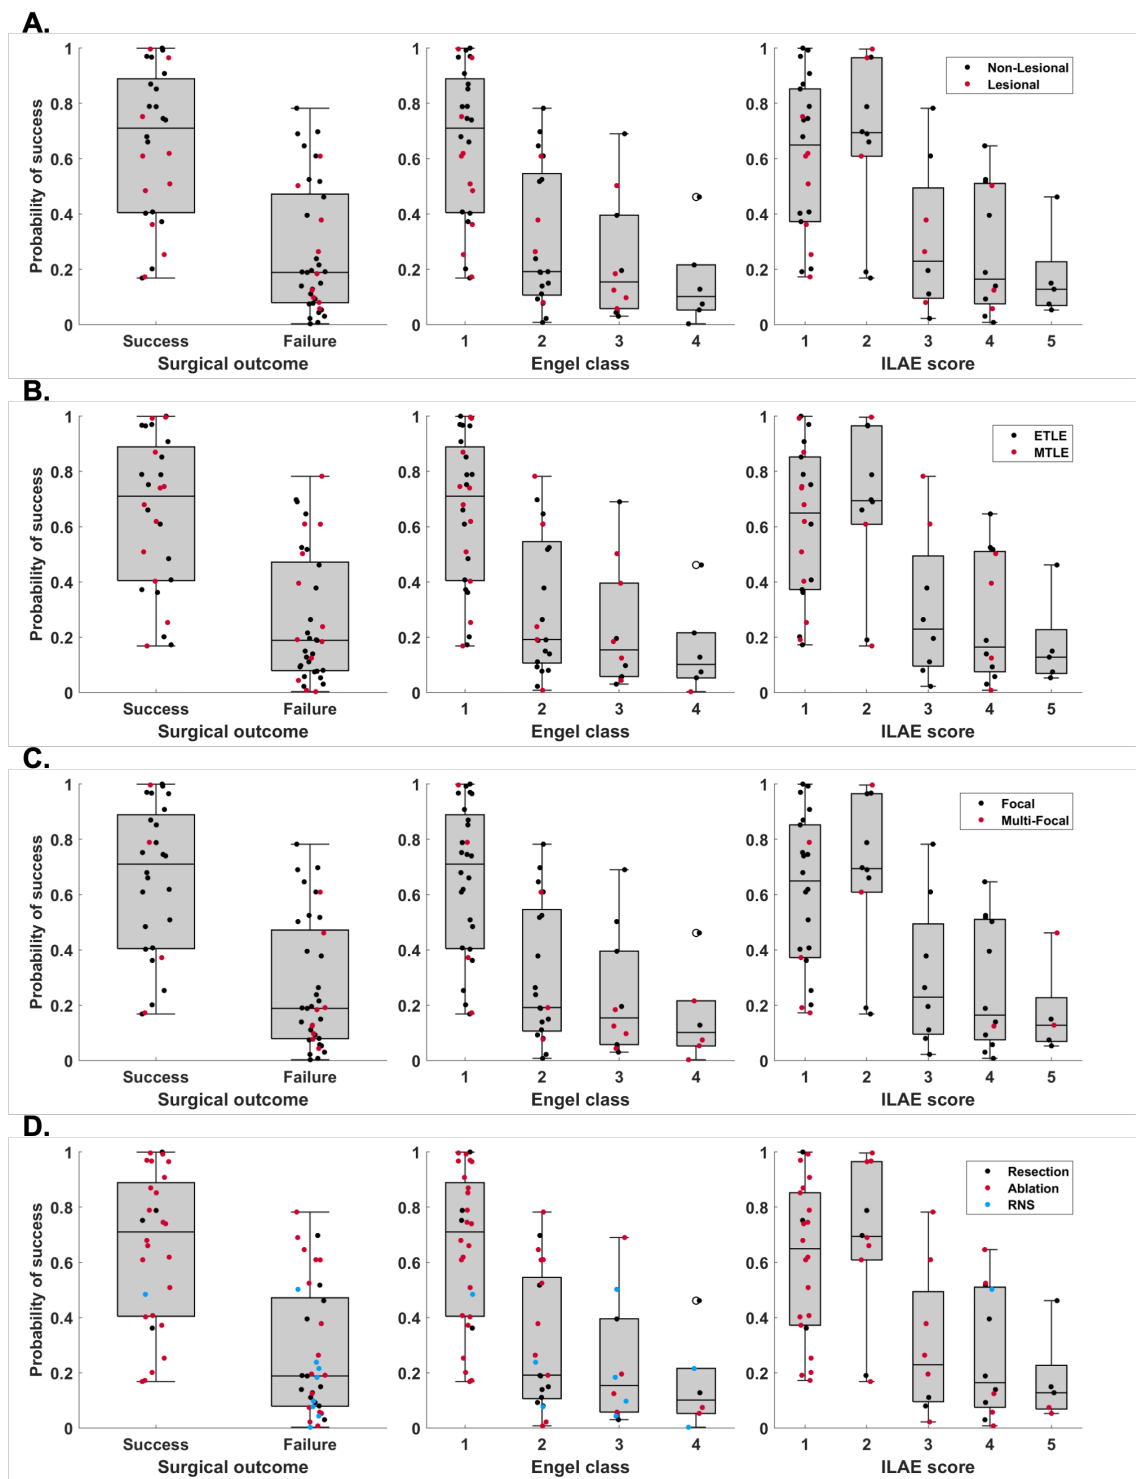 A.
Probability of success
1
0.8
0.6
0.4
0.2
0
Success Failure
Surgical outcome
1 2 3 4
Engel class
1
0.8
0.6
0.4
0.2
0
1
0.8
0.6
0.4
0.2
0
Non-Lesional
Lesional
1 2 3 4 5
ILAE score
B.
Probability of success
1
0.8
0.6
0.4
0.2
0
Success Failure
Surgical outcome
1
0.8
0.6
0.4
0.2
0
1 2 3 4
Engel class
1
0.8
0.6
0.4
0.2
0
ETLE
MTLE
1 2 3 4 5
ILAE score
C.
Probability of success
1
0.8
0.6
0.4
0.2
0
Success Failure
Surgical outcome
1
0.8
0.6
0.4
0.2
0
1 2 3 4
Engel class
1
0.8
0.6
0.4
0.2
0
Focal
Multi-Focal
1 2 3 4 5
ILAE score
D.
Probability of success
1
0.8
0.6
0.4
0.2
0
Success Failure
Surgical outcome
1
0.8
0.6
0.4
0.2
0
1 2 3 4
Engel class
1
0.8
0.6
0.4
0.2
0
Resection
Ablation
RNS
1 2 3 4 5
ILAE score